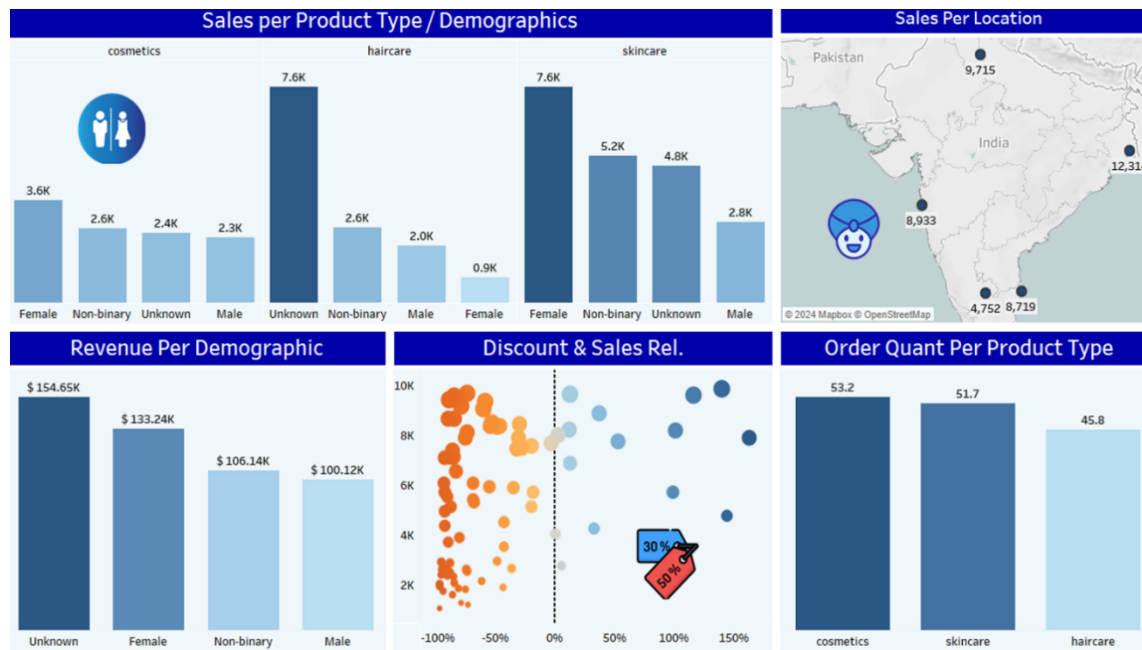 Sales per Product Type / Demographics
cosmetics haircare skincare
7.6K 7.6K
5.2K
4.8K
3.6K
2.6K 2.4K 2.3K
2.6K
2.0K
0.9K
2.8K
Female Non-binary Unknown Male Unknown Non-binary Male Female Female Non-binary Unknown Male
Sales Per Location
Pakistan
9,715
India
8,933
4,752 8,719
© 2024 Mapbox © OpenStreetMap
Revenue Per Demographic
$ 154.65K
$ 133.24K
$ 106.14K
$ 100.12K
Unknown Female Non-binary Male
Discount & Sales Rel.
10K
8K
6K
4K
2K
30%
50%
-100% -50% 0% 50% 100% 150%
Order Quant Per Product Type
53.2
51.7
45.8
cosmetics skincare haircare